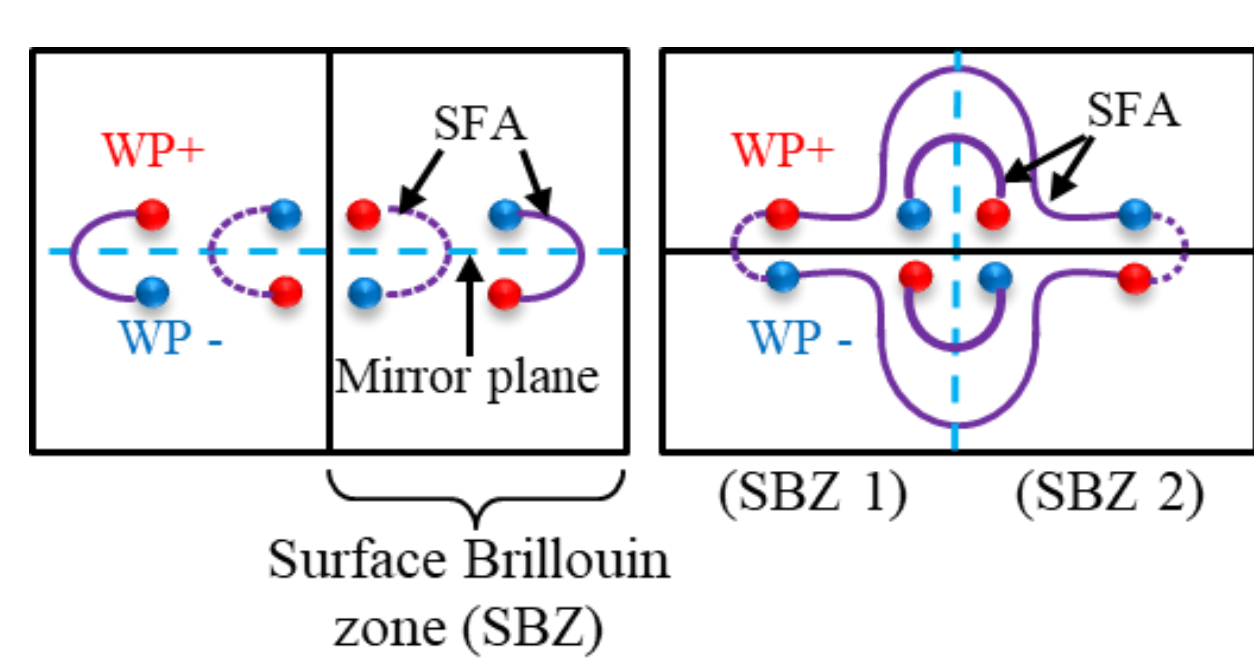 SFA
WP+
WP -
Mirror plane
Surface Brillouin
zone (SBZ)
SFA
WP+
WP -
(SBZ 1)
(SBZ 2)